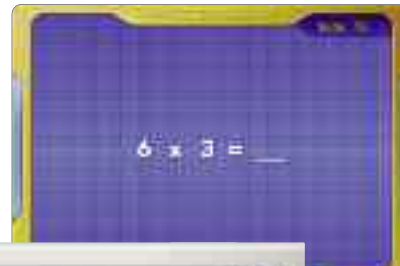 6 x 3 = __